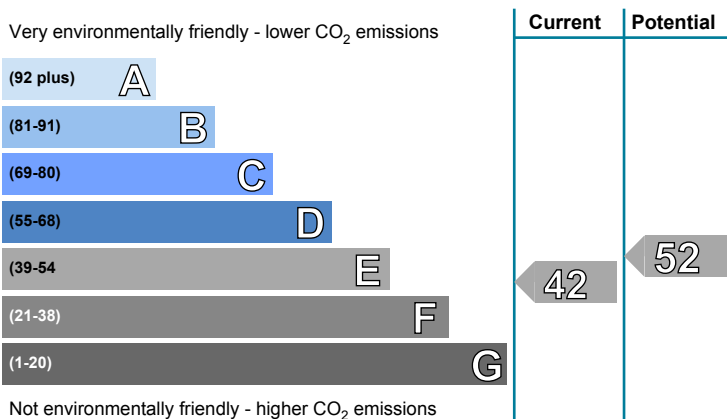 Current Potential
Very environmentally friendly - lower CO2 emissions
(92 plus) A
(81-91) B
(69-80) C
(55-68) D
(39-54 E
(21-38) F
(1-20) G
42
52
Not environmentally friendly - higher CO2 emissions